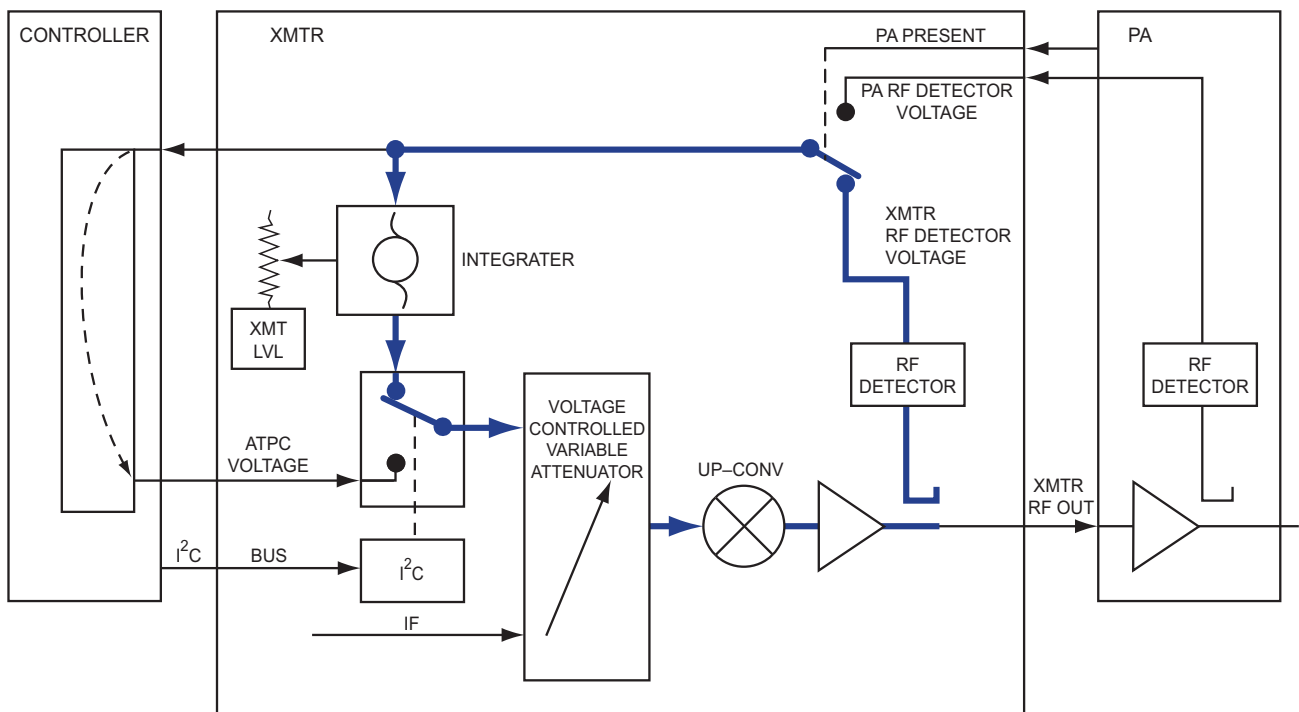 CONTROLLER
XMTR
PA PRESENT
PA
PA RF DETECTOR
VOLTAGE
XMTR
RF DETECTOR
VOLTAGE
INTEGRATER
XMT
LVL
RF
DETECTOR
RF
DETECTOR
VOLTAGE
CONTROLLED
VARIABLE
ATTENUATOR
ATPC
VOLTAGE
UP–CONV
XMTR
RF OUT
I²C BUS
I²C
IF